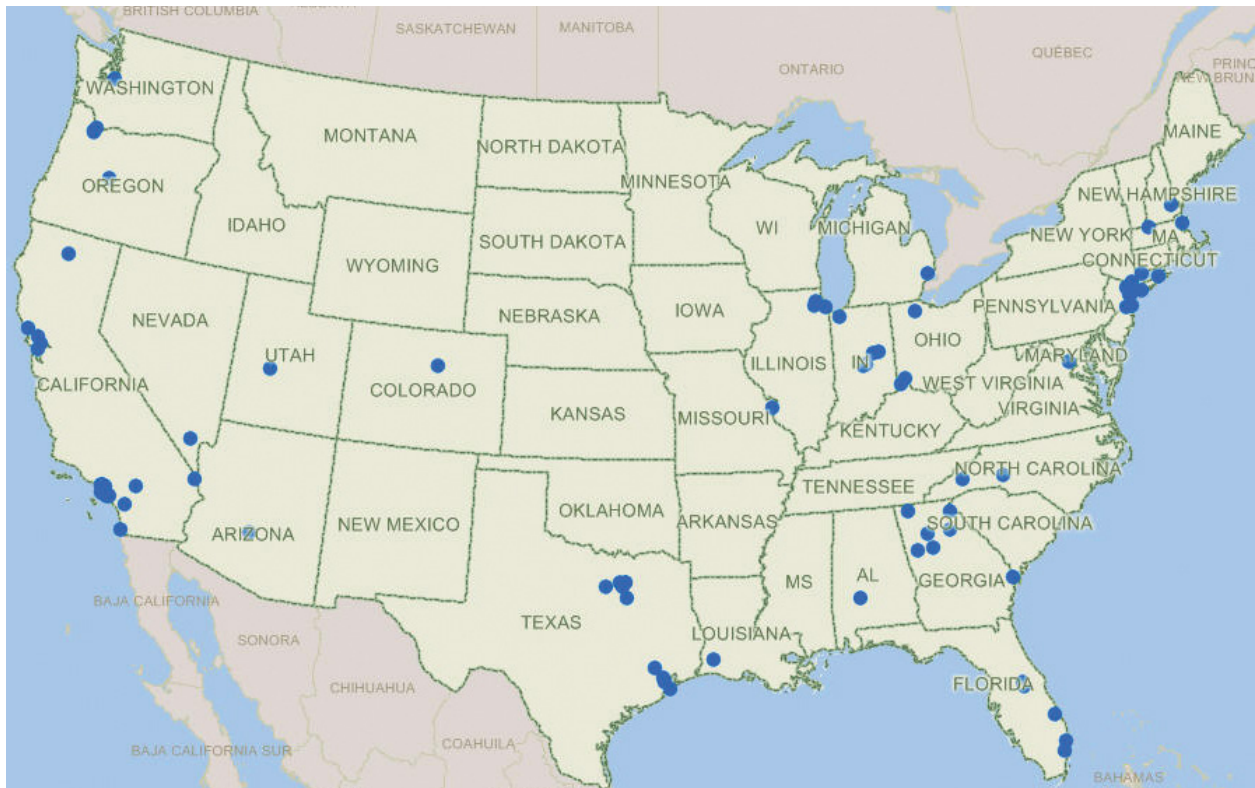 BRITISH COLUMBIA
SASKATCHEWAN
MANITOBA
ONTARIO
QUÉBEC
PRINC
NEW BRUN
WASHINGTON
MONTANA
NORTH DAKOTA
MINNESOTA
MAINE
OREGON
IDAHO
SOUTH DAKOTA
WI
MICHIGAN
NEW HAMPSHIRE
NEW YORK
MA
WYOMING
CONNECTICUT
NEVADA
NEBRASKA
IOWA
PENNSYLVANIA
UTAH
ILLINOIS
IN
OHIO
MARYLAND
CALIFORNIA
COLORADO
KANSAS
MISSOURI
WEST VIRGINIA
VIRGINIA
KENTUCKY
ARIZONA
NEW MEXICO
OKLAHOMA
ARKANSAS
TENNESSEE
NORTH CAROLINA
SOUTH CAROLINA
MS
AL
GEORGIA
BAJA CALIFORNIA
SONORA
TEXAS
LOUISIANA
CHIHUAHUA
FLORIDA
BAJA CALIFORNIA SUR
COAHUILA
BAHAMAS